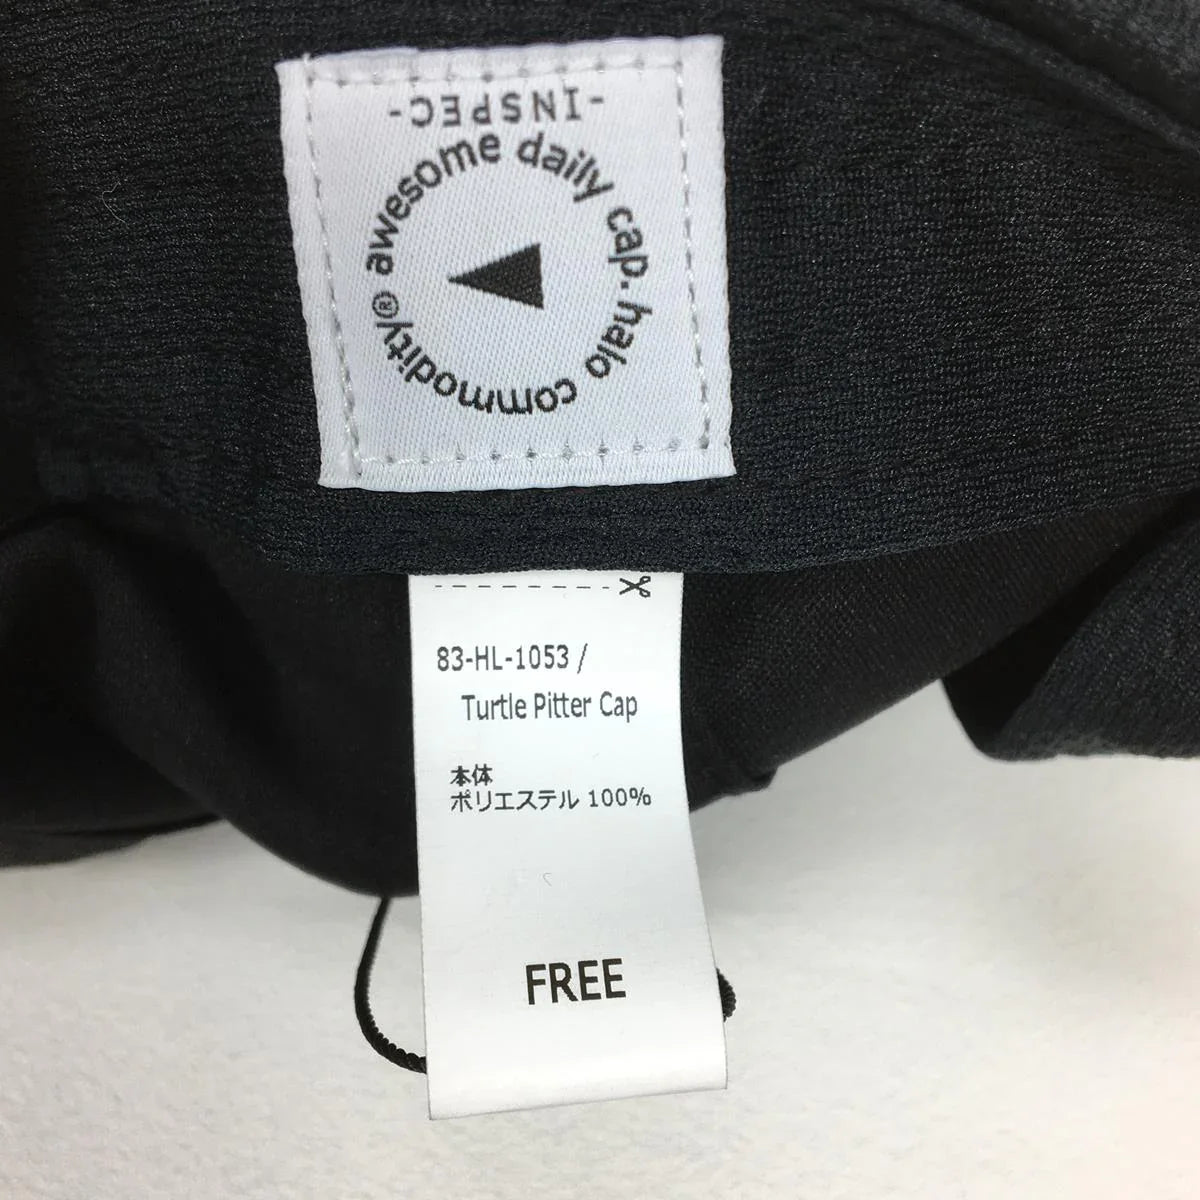 -INSPEC-
awesome daily cap. halo commodity®
83-HL-1053 /
Turtle Pitter Cap
本体
ポリエステル 100%
FREE